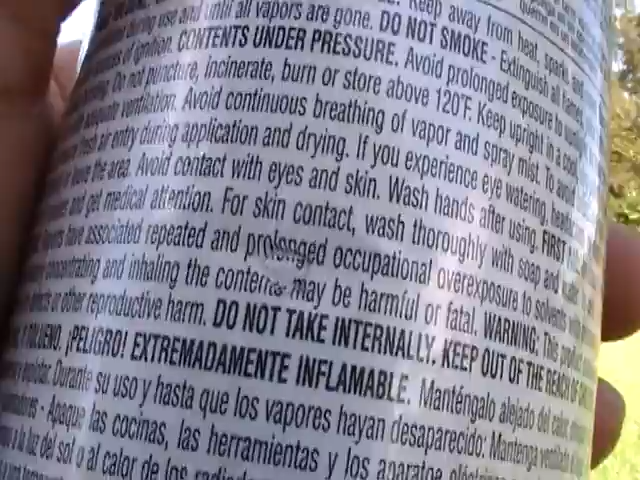 Keep away from heat, sparks
during use and until all vapors are gone. DO NOT SMOKE - Extinguish all flames
of ignition. CONTENTS UNDER PRESSURE. Avoid prolonged exposure to
Do not puncture, incinerate, burn or store above 120°F. Keep upright in a
ventilation. Avoid continuous breathing of vapor and spray mist. To avoid
air entry during application and drying. If you experience eye watering,
the area. Avoid contact with eyes and skin. Wash hands after using. FIRST
and get medical attention. For skin contact, wash thoroughly with soap and
have associated repeated and prolonged occupational overexposure to solvents
concentrating and inhaling the contents may be harmful or fatal. WARNING: This
or other reproductive harm. DO NOT TAKE INTERNALLY. KEEP OUT OF THE REACH OF
¡PELIGRO! EXTREMADAMENTE INFLAMABLE. Manténgalo alejado del calor
Durante su uso y hasta que los vapores hayan desaparecido: Mantenga
- Apague las cocinas, las herramientas y los aparatos
a la luz del sol o al calor de los